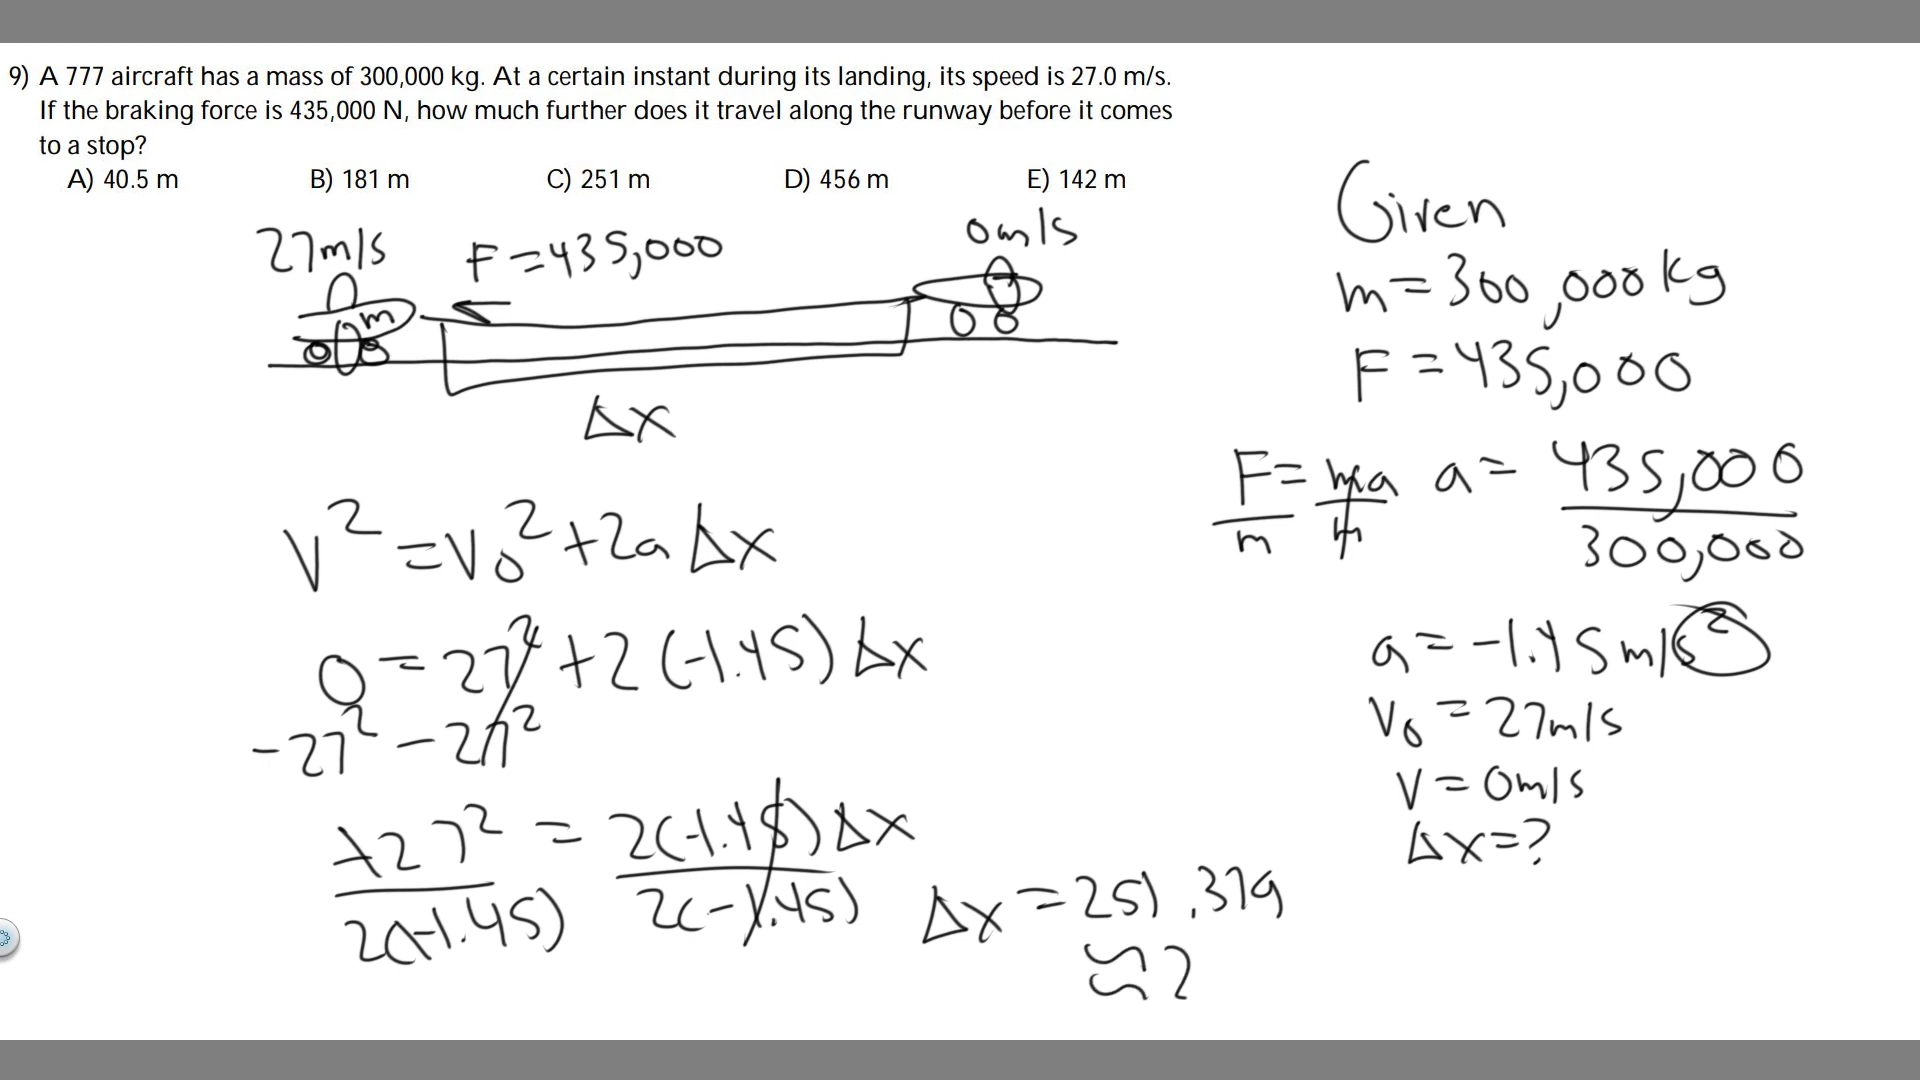 9) A 777 aircraft has a mass of 300,000 kg. At a certain instant during its landing, its speed is 27.0 m/s.
If the braking force is 435,000 N, how much further does it travel along the runway before it comes
to a stop?
A) 40.5 m B) 181 m C) 251 m D) 456 m E) 142 m
27m/s F=435,000 0m/s
m
Δx
Given
m=300,000kg
F=435,000
F=ma a= 435,000
m m 300,000
a=-1.45m/s²
V₀=27m/s
V=0m/s
Δx=?
V²=V₀²+2aΔx
0=27²+2(-1.45)Δx
-27² -27²
+27² = 2(-1.45)Δx
2(-1.45) 2(-1.45)
Δx=251.379
≈2